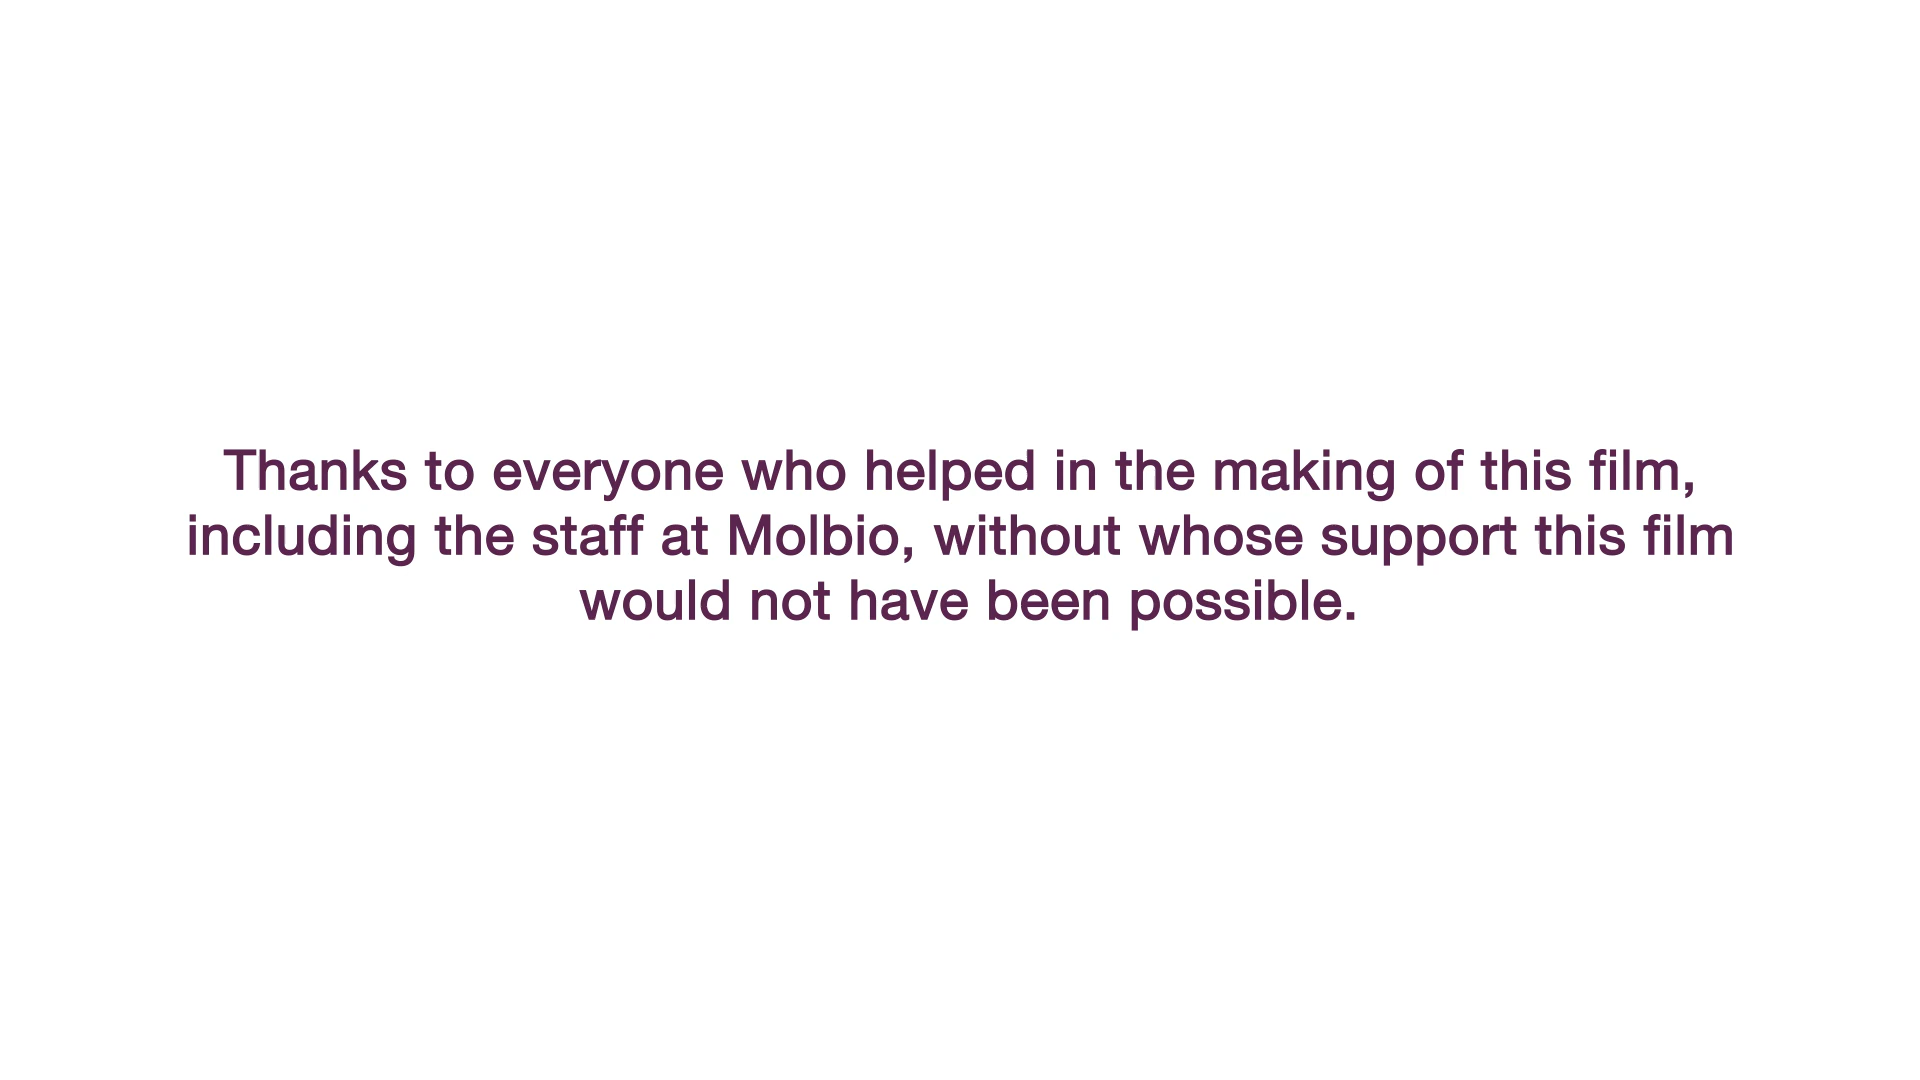 Thanks to everyone who helped in the making of this film,
including the staff at Molbio, without whose support this film
would not have been possible.